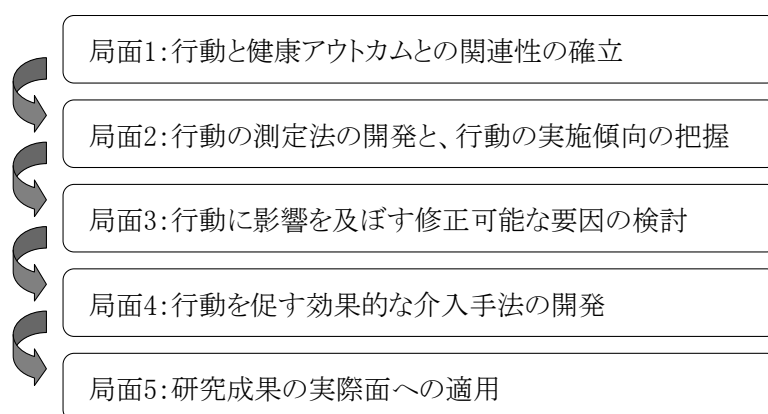 局面1:行動と健康アウトカムとの関連性の確立
局面2:行動の測定法の開発と、行動の実施傾向の把握
局面3:行動に影響を及ぼす修正可能な要因の検討
局面4:行動を促す効果的な介入手法の開発
局面5:研究成果の実際面への適用